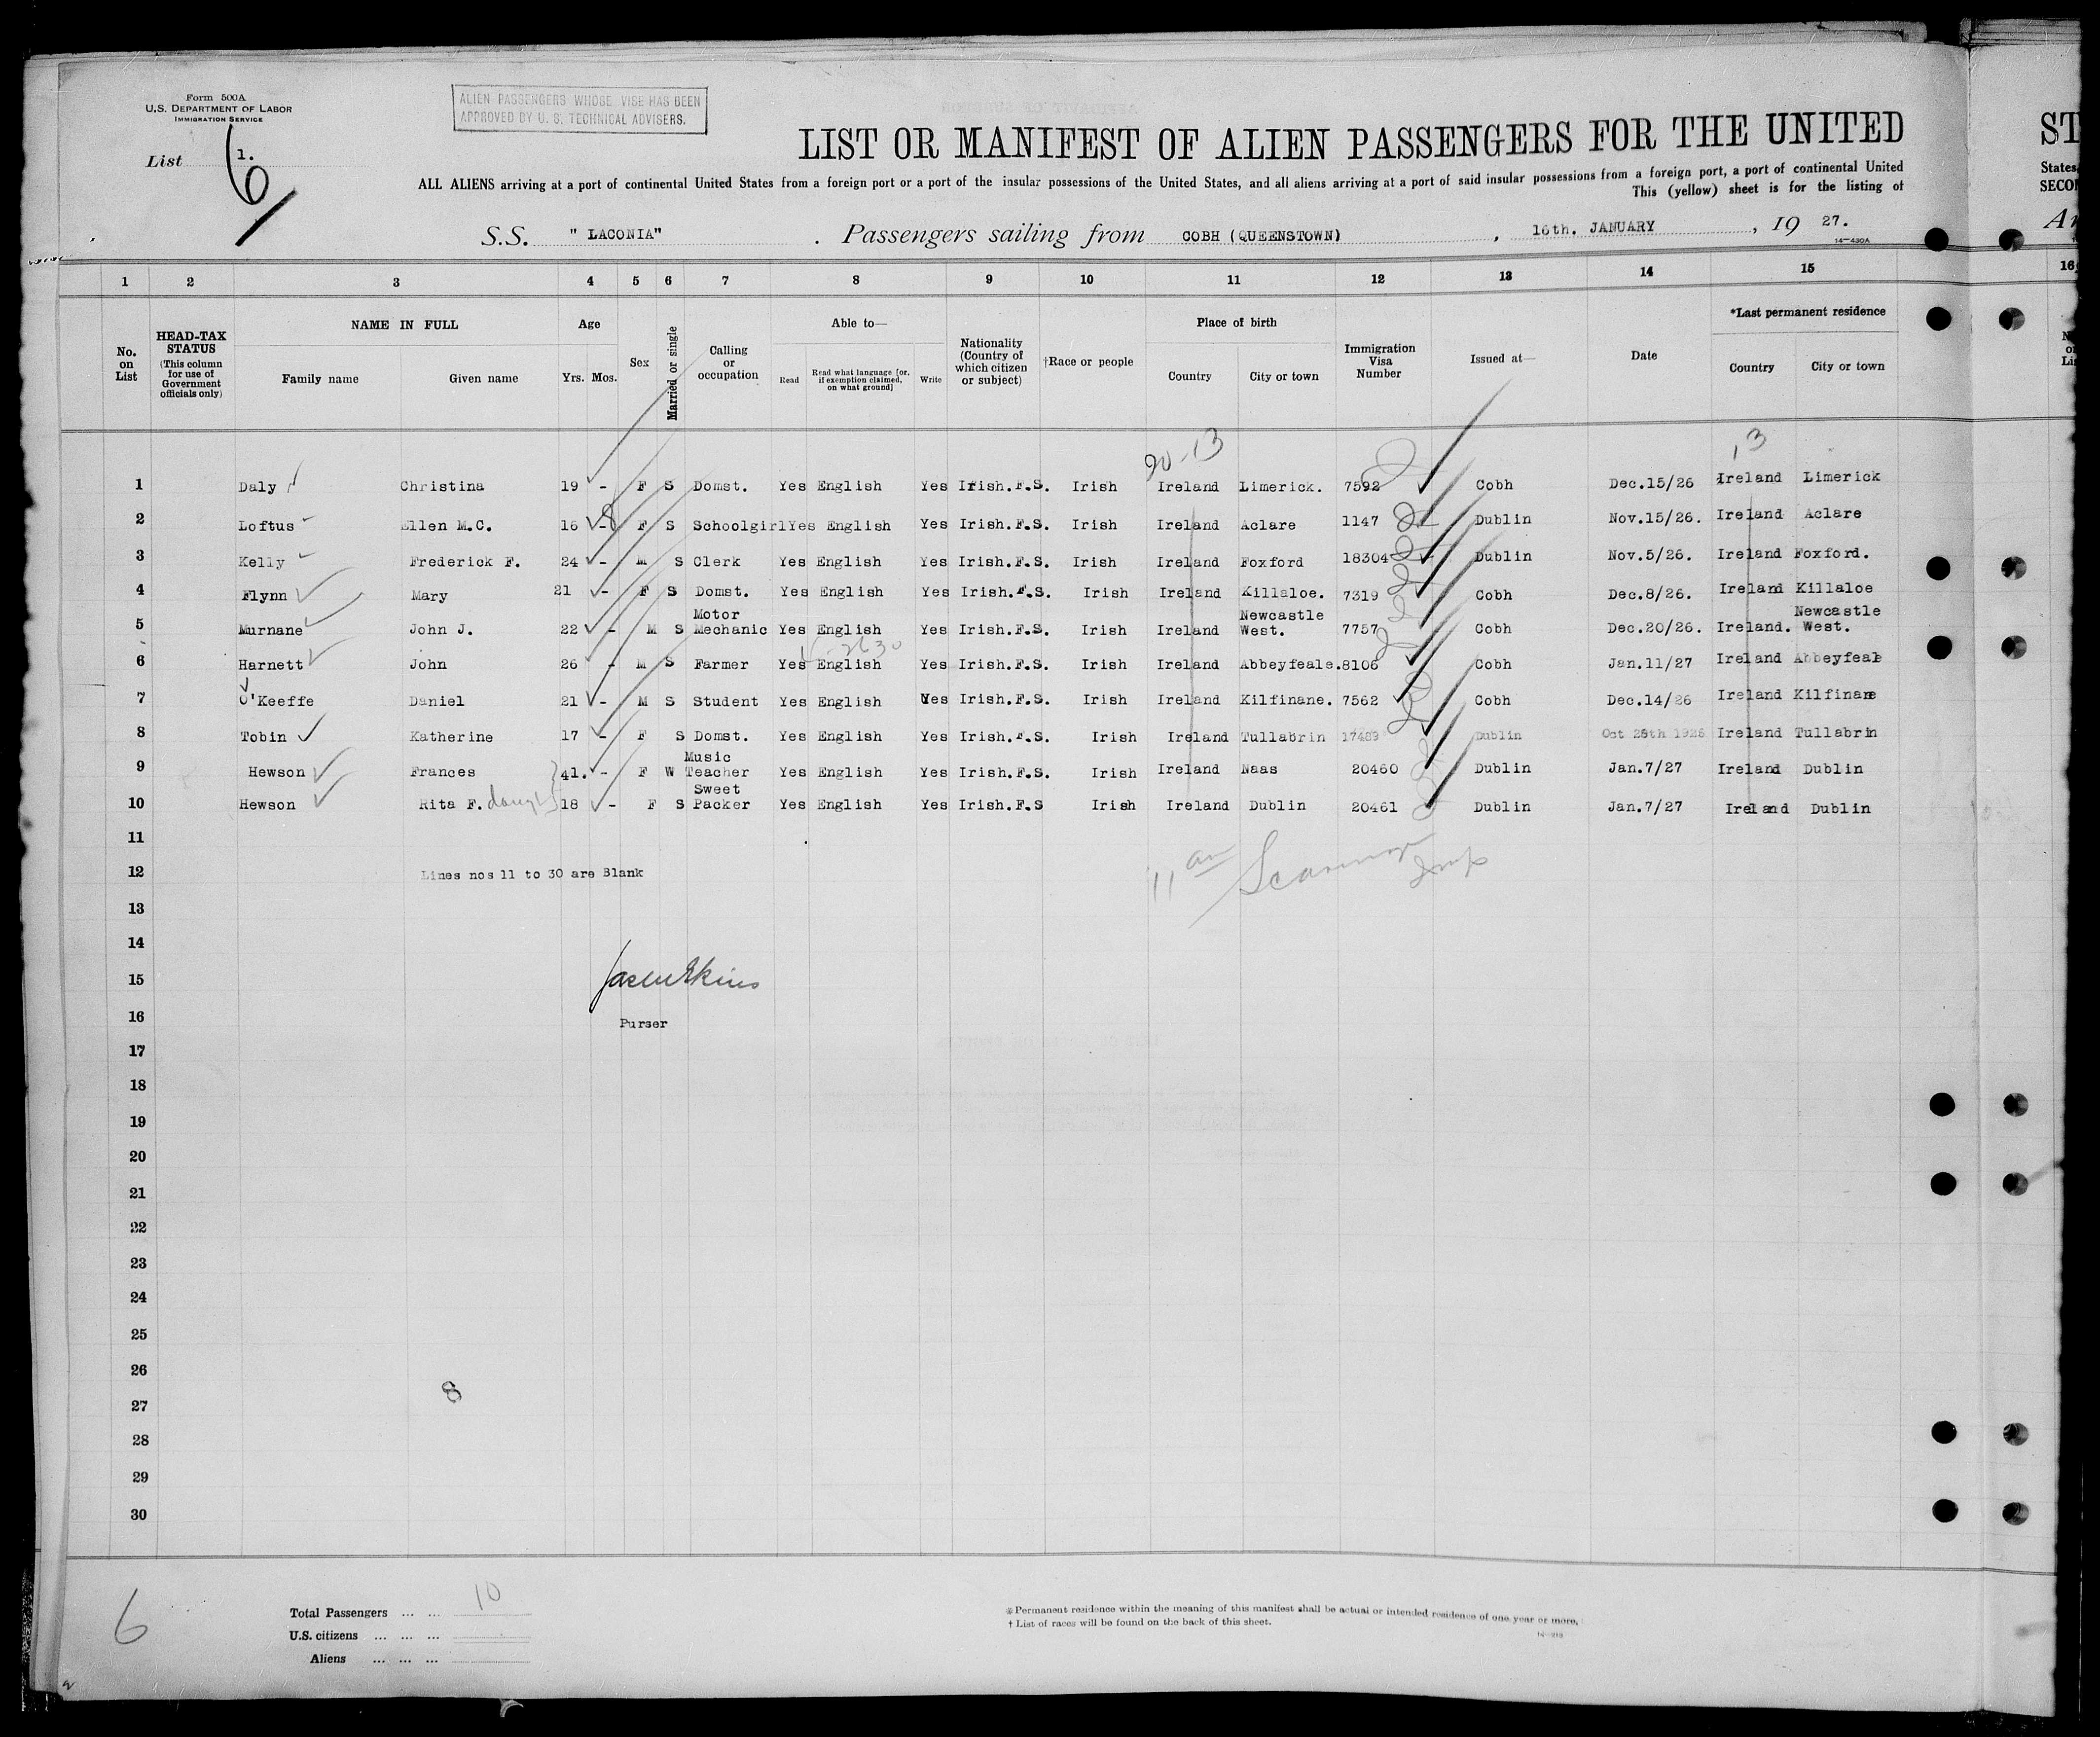 Form 500A
U.S. DEPARTMENT OF LABOR
IMMIGRATION SERVICE
ALIEN PASSENGERS WHOSE VISE HAS BEEN
APPROVED BY U. S. TECHNICAL ADVISERS.
List 1.
6
LIST OR MANIFEST OF ALIEN PASSENGERS FOR THE UNITED
ST
ALL ALIENS arriving at a port of continental United States from a foreign port or a port of the insular possessions of the United States, and all aliens arriving at a port of said insular possessions from a foreign port, a port of continental United
States,
This (yellow) sheet is for the listing of
SECO
S.S. " LACONIA" . Passengers sailing from COBH (QUEENSTOWN) , 16th. JANUARY , 19 27.
Ar
14—430A
1 2 3 4 5 6 7 8 9 10 11 12 13 14 15 16
No. on List
HEAD-TAX STATUS (This column for use of Government officials only)
NAME IN FULL Family name Given name
Age Yrs. Mos.
Sex
Married or single
Calling or occupation
Able to— Read Read what language [or, if exemption claimed, on what ground] Write
Nationality (Country of which citizen or subject)
†Race or people
Place of birth Country City or town
Immigration Visa Number
Issued at—
Date
*Last permanent residence Country City or town
20-13
13
1 Daly Christina 19 - F S Domst. Yes English Yes Irish.F.S. Irish Ireland Limerick. 7592 Cobh Dec.15/26 Ireland Limerick
2 Loftus Ellen M.C. 16 - 8 F S Schoolgirl Yes English Yes Irish.F.S. Irish Ireland Aclare 1147 Dublin Nov.15/26. Ireland Aclare
3 Kelly Frederick F. 24 - M S Clerk Yes English Yes Irish.F.S. Irish Ireland Foxford 18304 Dublin Nov.5/26. Ireland Foxford.
4 Flynn Mary 21 - F S Domst. Yes English Yes Irish.F.S. Irish Ireland Killaloe. 7319 Cobh Dec.8/26. Ireland Killaloe
5 Murnane John J. 22 - M S Motor Mechanic Yes English Yes Irish.F.S. Irish Ireland Newcastle West. 7757 Cobh Dec.20/26. Ireland. Newcastle West.
6 Harnett John 26 - M S Farmer Yes English Yes Irish.F.S. Irish Ireland Abbeyfeale. 8106 Cobh Jan.11/27 Ireland Abbeyfeale
7 O'Keeffe Daniel 21 - M S Student Yes English Yes Irish.F.S. Irish Ireland Kilfinane. 7562 Cobh Dec.14/26 Ireland Kilfinane
8 Tobin Katherine 17 - F S Domst. Yes English Yes Irish.F.S. Irish Ireland Tullabrin 17489 Dublin Oct 28th 1926 Ireland Tullabrin
9 Hewson Frances 41. - F W Music Teacher Yes English Yes Irish.F.S. Irish Ireland Naas 20460 Dublin Jan.7/27 Ireland Dublin
10 Hewson Rita F. 18 - F S Sweet Packer Yes English Yes Irish.F.S Irish Ireland Dublin 20461 Dublin Jan.7/27 Ireland Dublin
11
12 Lines nos 11 to 30 are Blank
13
14
15
16 Purser
17
18
19
20
21
22
23
24
25
26
8
27
28
29
30
6
Total Passengers ... ... 10
U.S. citizens ... ... ...
Aliens ... ... ...
* Permanent residence within the meaning of this manifest shall be actual or intended residence of one year or more.
† List of races will be found on the back of this sheet.